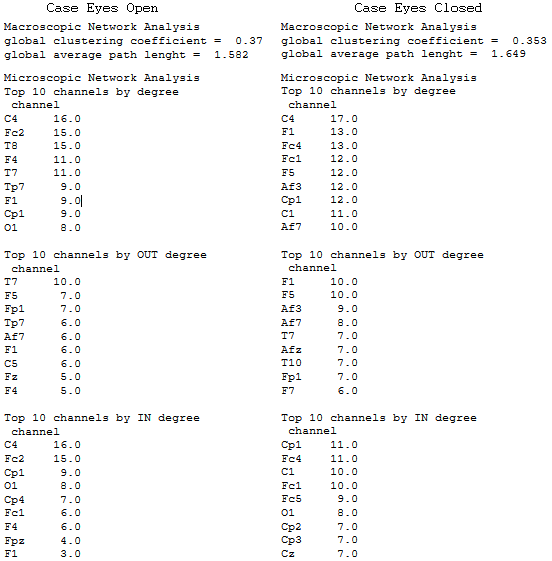 Case Eyes Open
Macroscopic Network Analysis
global clustering coefficient =  0.37
global average path lenght =  1.582
Microscopic Network Analysis
Top 10 channels by degree
channel
C4 16.0
Fc2 15.0
T8 15.0
F4 11.0
T7 11.0
Tp7 9.0
F1 9.0
Cp1 9.0
O1 8.0
Top 10 channels by OUT degree
channel
T7 10.0
F5 7.0
Fp1 7.0
Tp7 6.0
Af7 6.0
F1 6.0
C5 6.0
Fz 5.0
F4 5.0
Top 10 channels by IN degree
channel
C4 16.0
Fc2 15.0
Cp1 9.0
O1 8.0
Cp4 7.0
Fc1 6.0
F4 6.0
Fpz 4.0
F1 3.0
Case Eyes Closed
Macroscopic Network Analysis
global clustering coefficient =  0.353
global average path lenght =  1.649
Microscopic Network Analysis
Top 10 channels by degree
channel
C4 17.0
F1 13.0
Fc4 13.0
Fc1 12.0
F5 12.0
Af3 12.0
Cp1 12.0
C1 11.0
Af7 10.0
Top 10 channels by OUT degree
channel
F1 10.0
F5 10.0
Af3 9.0
Af7 8.0
T7 7.0
Afz 7.0
T10 7.0
Fp1 7.0
F7 6.0
Top 10 channels by IN degree
channel
Cp1 11.0
Fc4 11.0
C1 10.0
Fc1 10.0
Fc5 9.0
O1 8.0
Cp2 7.0
Cp3 7.0
Cz 7.0